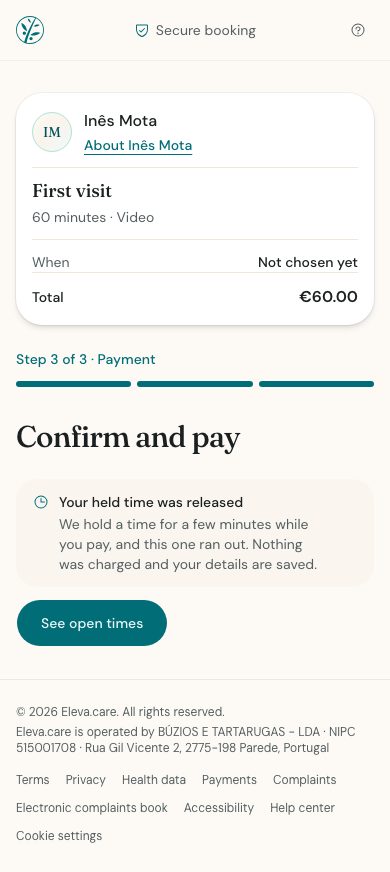 Secure booking
IM
Inês Mota
About Inês Mota
First visit
60 minutes · Video
When
Not chosen yet
Total
€60.00
Step 3 of 3 · Payment
Confirm and pay
Your held time was released
We hold a time for a few minutes while
you pay, and this one ran out. Nothing
was charged and your details are saved.
See open times
© 2026 Eleva.care. All rights reserved.
Eleva.care is operated by BÚZIOS E TARTARUGAS – LDA · NIPC
515001708 · Rua Gil Vicente 2, 2775-198 Parede, Portugal
Terms Privacy Health data Payments Complaints
Electronic complaints book Accessibility Help center
Cookie settings